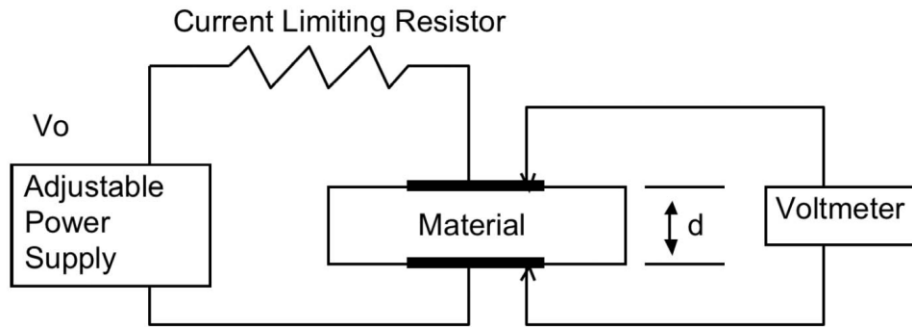 Current Limiting Resistor
Vo
Adjustable
Power
Supply
Material
d
Voltmeter